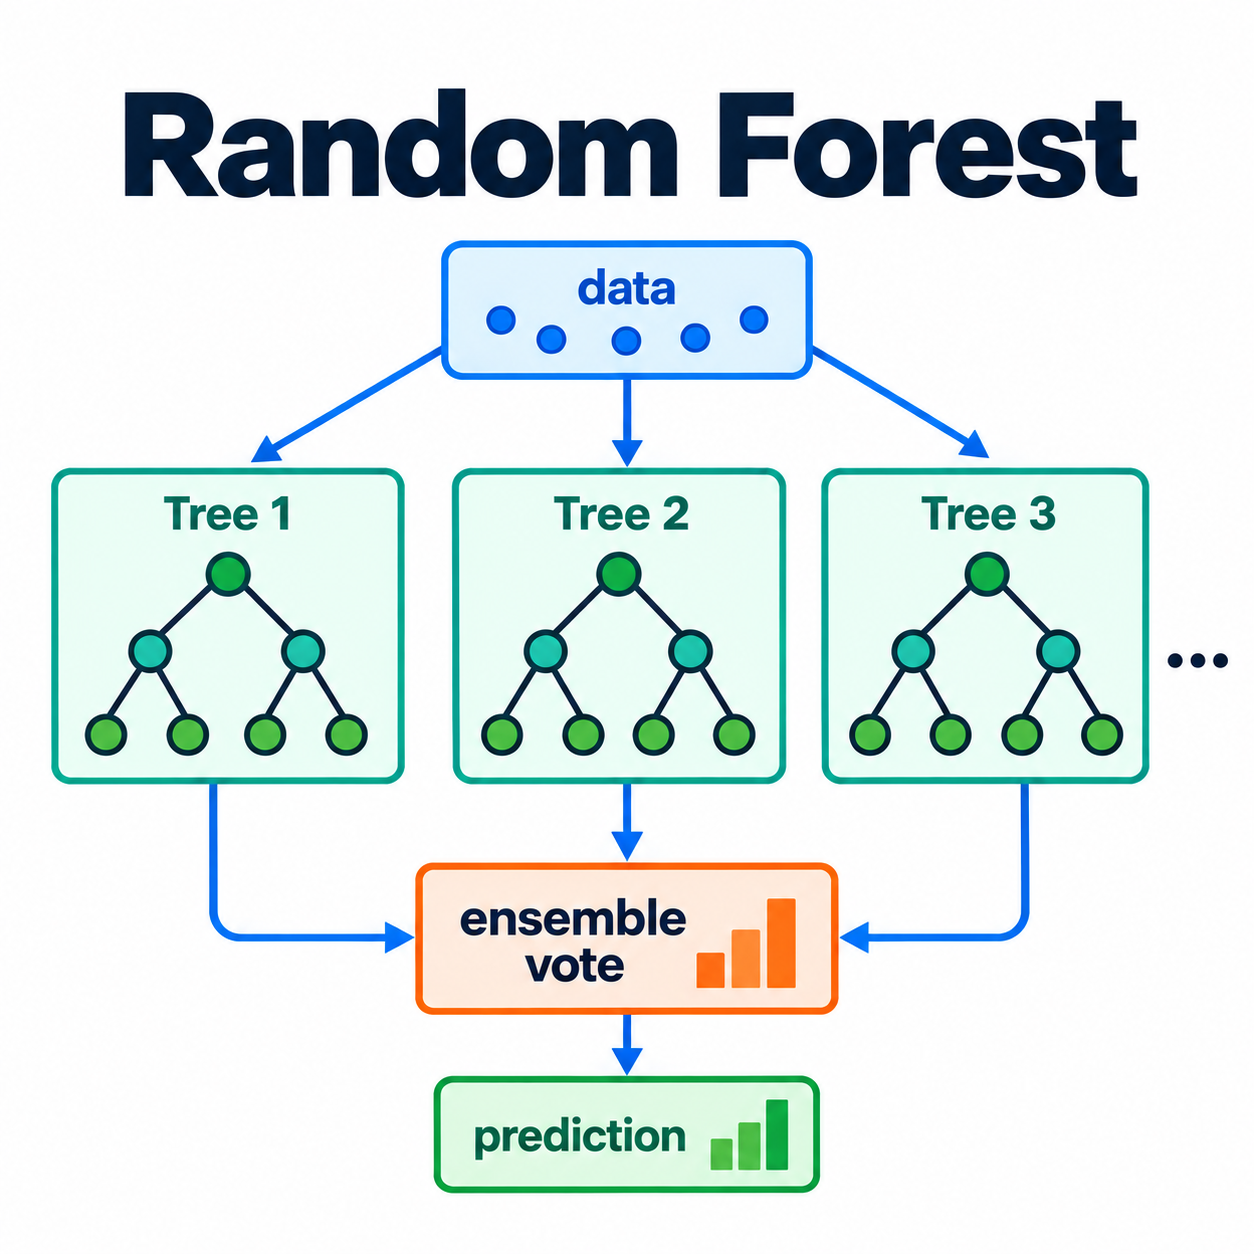 Random Forest
data
Tree 1
Tree 2
Tree 3
...
ensemble
vote
prediction